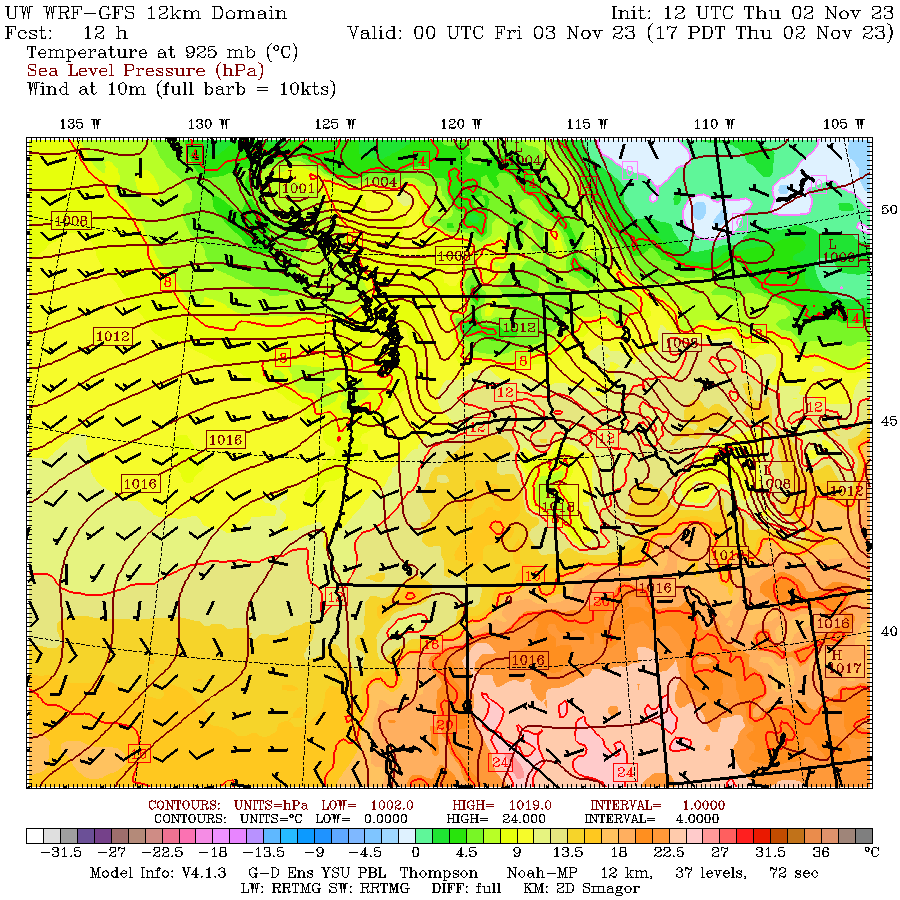 UW WRF-GFS 12km Domain Init: 12 UTC Thu 02 Nov 23
Fcst: 12 h Valid: 00 UTC Fri 03 Nov 23 (17 PDT Thu 02 Nov 23)
Temperature at 925 mb (°C)
Sea Level Pressure (hPa)
Wind at 10m (full barb = 10kts)
135 W 130 W 125 W 120 W 115 W 110 W 105 W
4 4 L 1004 0
L 1001 1004
1008 50
L
8
1012 1012 1008 4
8 8 8
12 12 45
1016 12 12
1016 L 1008 1012
16
1016
20 1016
16 H 1017 40
1016
20
24 24
CONTOURS: UNITS=hPa LOW= 1002.0 HIGH= 1019.0 INTERVAL= 1.0000
CONTOURS: UNITS=°C LOW= 0.0000 HIGH= 24.000 INTERVAL= 4.0000
-31.5 -27 -22.5 -18 -13.5 -9 -4.5 0 4.5 9 13.5 18 22.5 27 31.5 36 °C
Model Info: V4.1.3 G-D Ens YSU PBL Thompson Noah-MP 12 km, 37 levels, 72 sec
LW: RRTMG SW: RRTMG DIFF: full KM: 2D Smagor